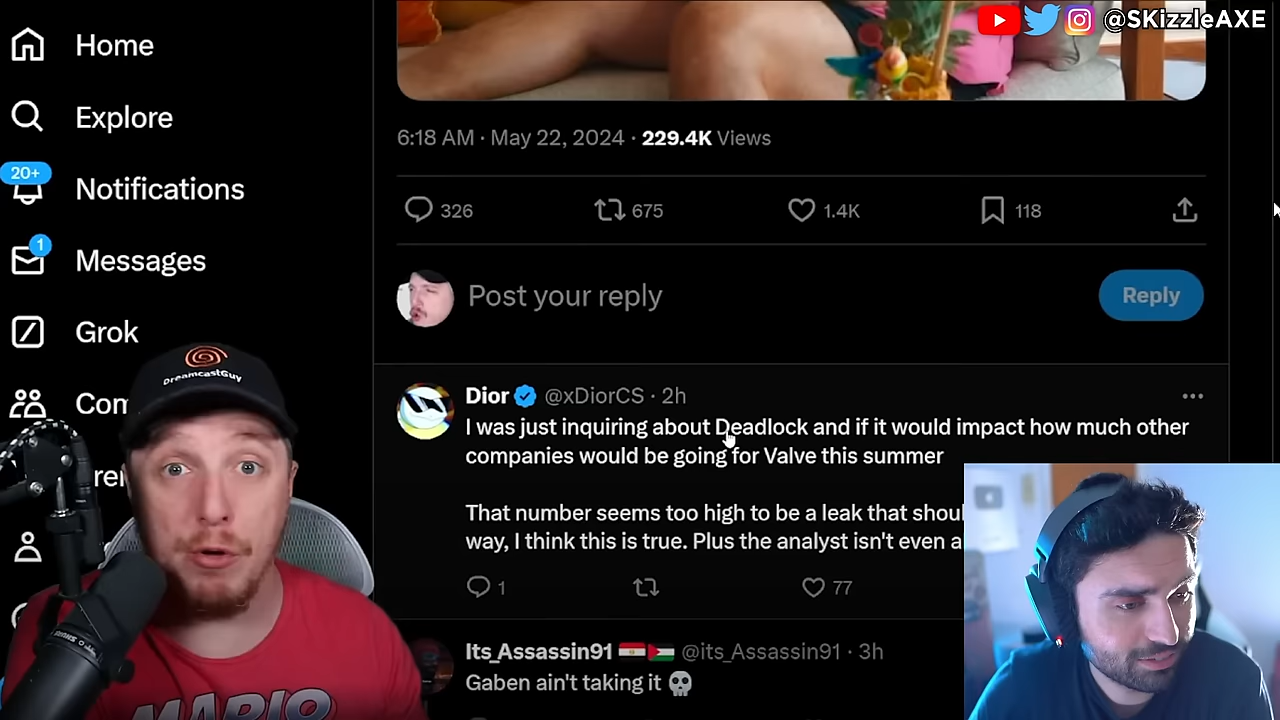 @SKizzleAXE
Home
Explore
20+
Notifications
1
Messages
Grok
Com
6:18 AM · May 22, 2024 · 229.4K Views
326
675
1.4K
118
Post your reply
Reply
Dior @xDiorCS · 2h
I was just inquiring about Deadlock and if it would impact how much other
companies would be going for Valve this summer
That number seems too high to be a leak that shoul
way, I think this is true. Plus the analyst isn't even a
1
77
Its_Assassin91 🇪🇬🇵🇸 @its_Assassin91 · 3h
Gaben ain't taking it 💀
DreamcastGuy
MARIO